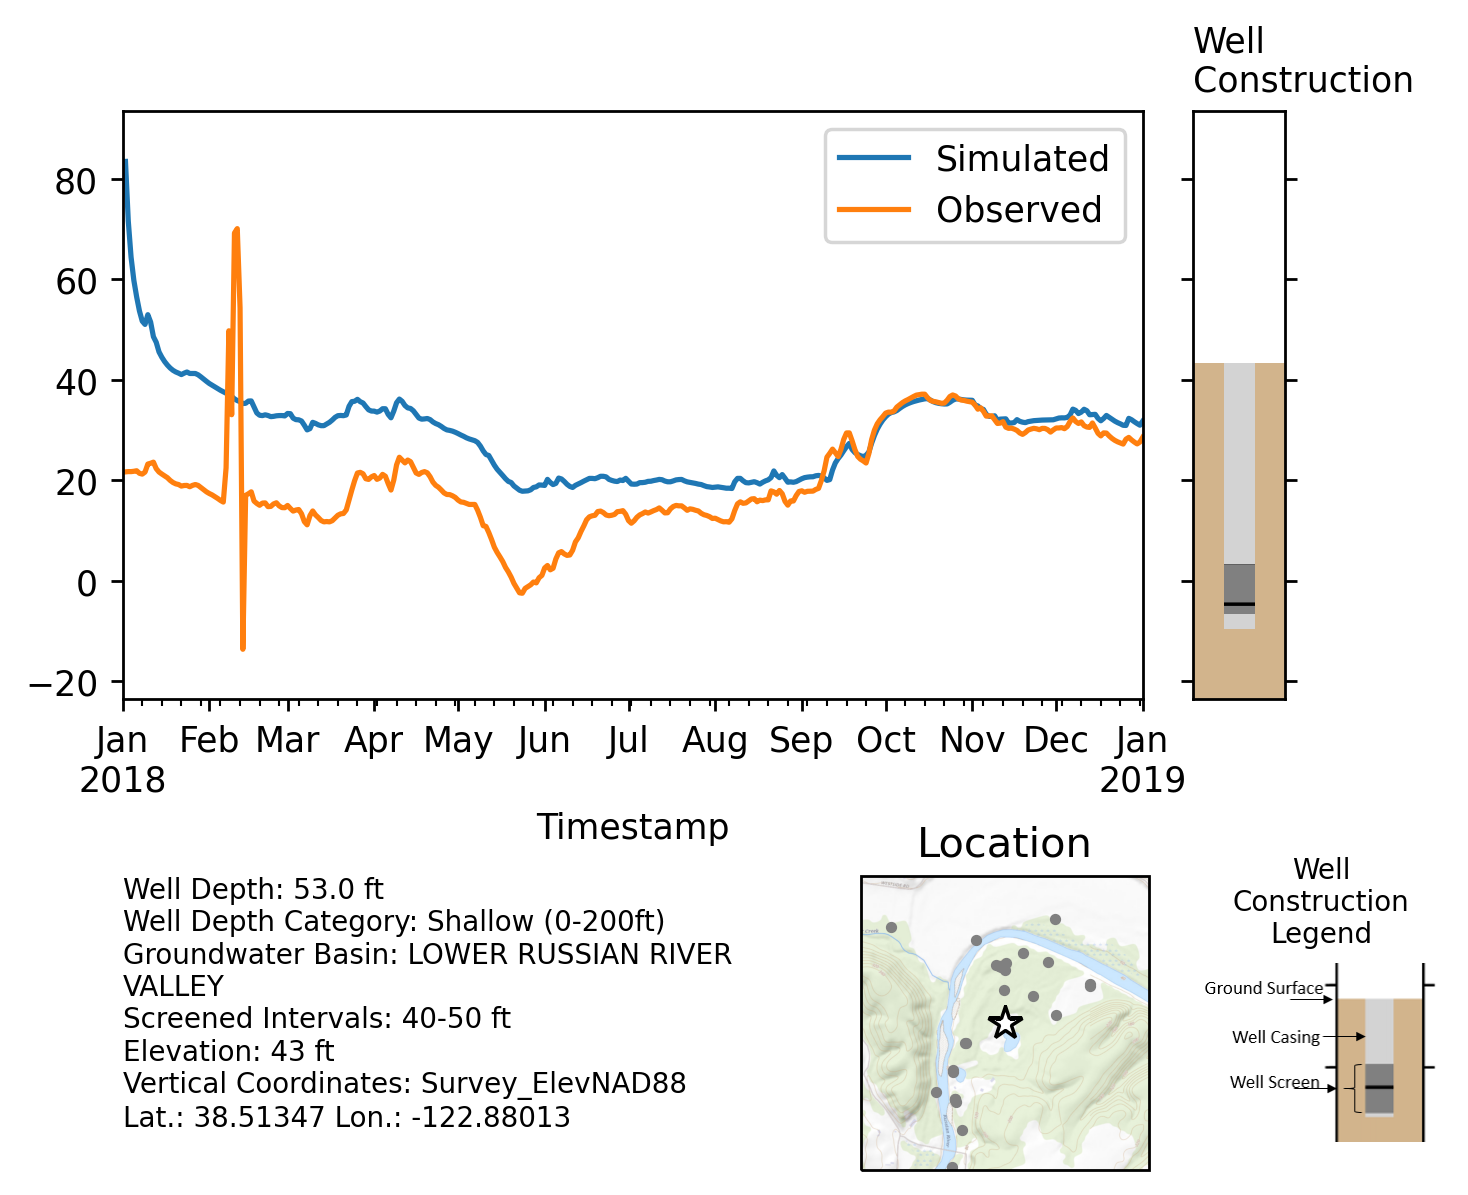 Well
Construction
Simulated
Observed
80
60
40
20
0
−20
Jan Feb Mar Apr May Jun Jul Aug Sep Oct Nov Dec Jan
2018 2019
Timestamp
Well Depth: 53.0 ft
Well Depth Category: Shallow (0-200ft)
Groundwater Basin: LOWER RUSSIAN RIVER
VALLEY
Screened Intervals: 40-50 ft
Elevation: 43 ft
Vertical Coordinates: Survey_ElevNAD88
Lat.: 38.51347 Lon.: -122.88013
Location
Well
Construction
Legend
Ground Surface
Well Casing
Well Screen